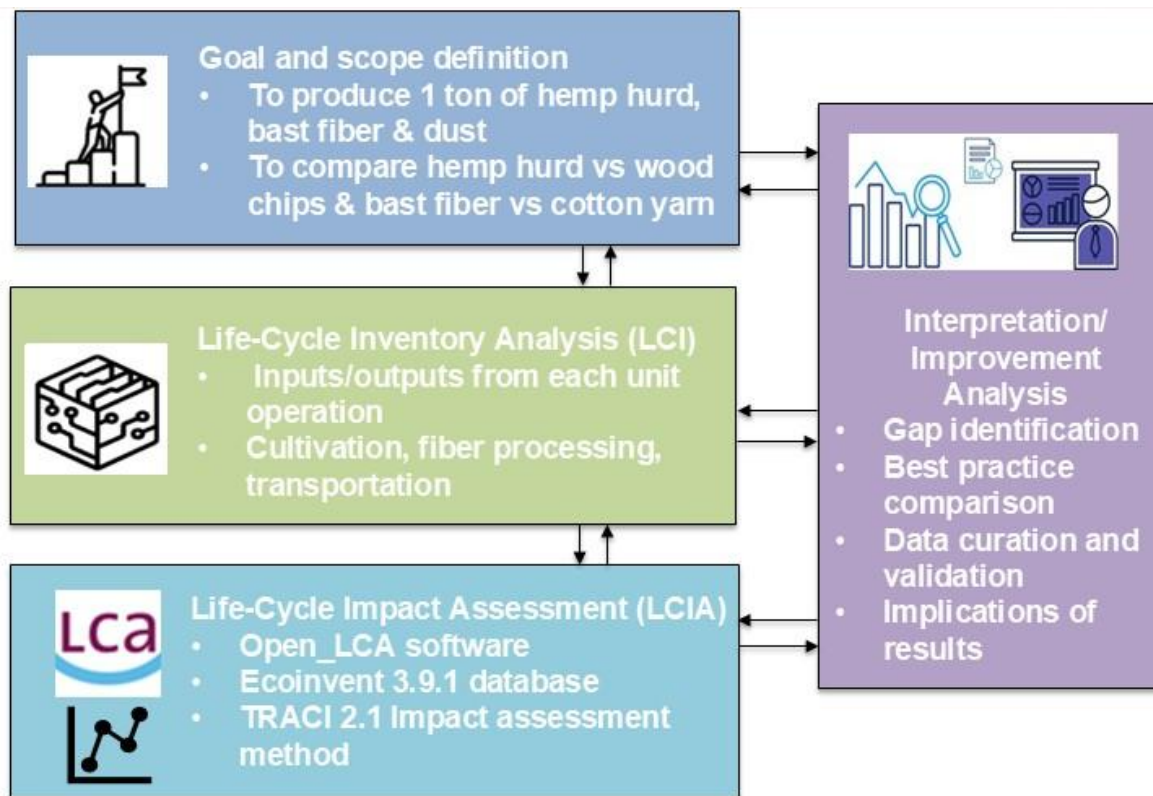 Goal and scope definition
• To produce 1 ton of hemp hurd,
bast fiber & dust
• To compare hemp hurd vs wood
chips & bast fiber vs cotton yarn
Life-Cycle Inventory Analysis (LCI)
• Inputs/outputs from each unit
operation
• Cultivation, fiber processing,
transportation
Lca
Life-Cycle Impact Assessment (LCIA)
• Open_LCA software
• Ecoinvent 3.9.1 database
• TRACI 2.1 Impact assessment
method
Interpretation/
Improvement
Analysis
• Gap identification
• Best practice
comparison
• Data curation and
validation
• Implications of
results